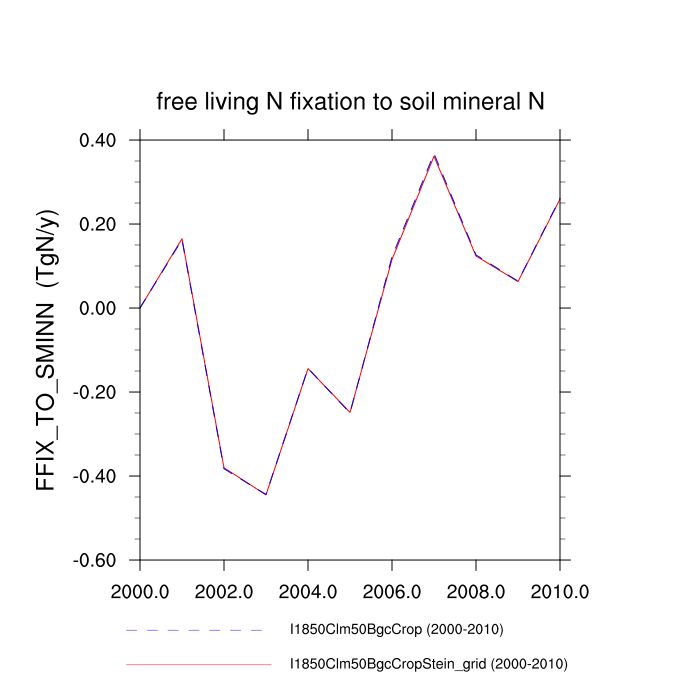 free living N fixation to soil mineral N
FFIX_TO_SMINN (TgN/y)
0.40
0.20
0.00
-0.20
-0.40
-0.60
2000.0 2002.0 2004.0 2006.0 2008.0 2010.0
I1850Clm50BgcCrop (2000-2010)
I1850Clm50BgcCropStein_grid (2000-2010)